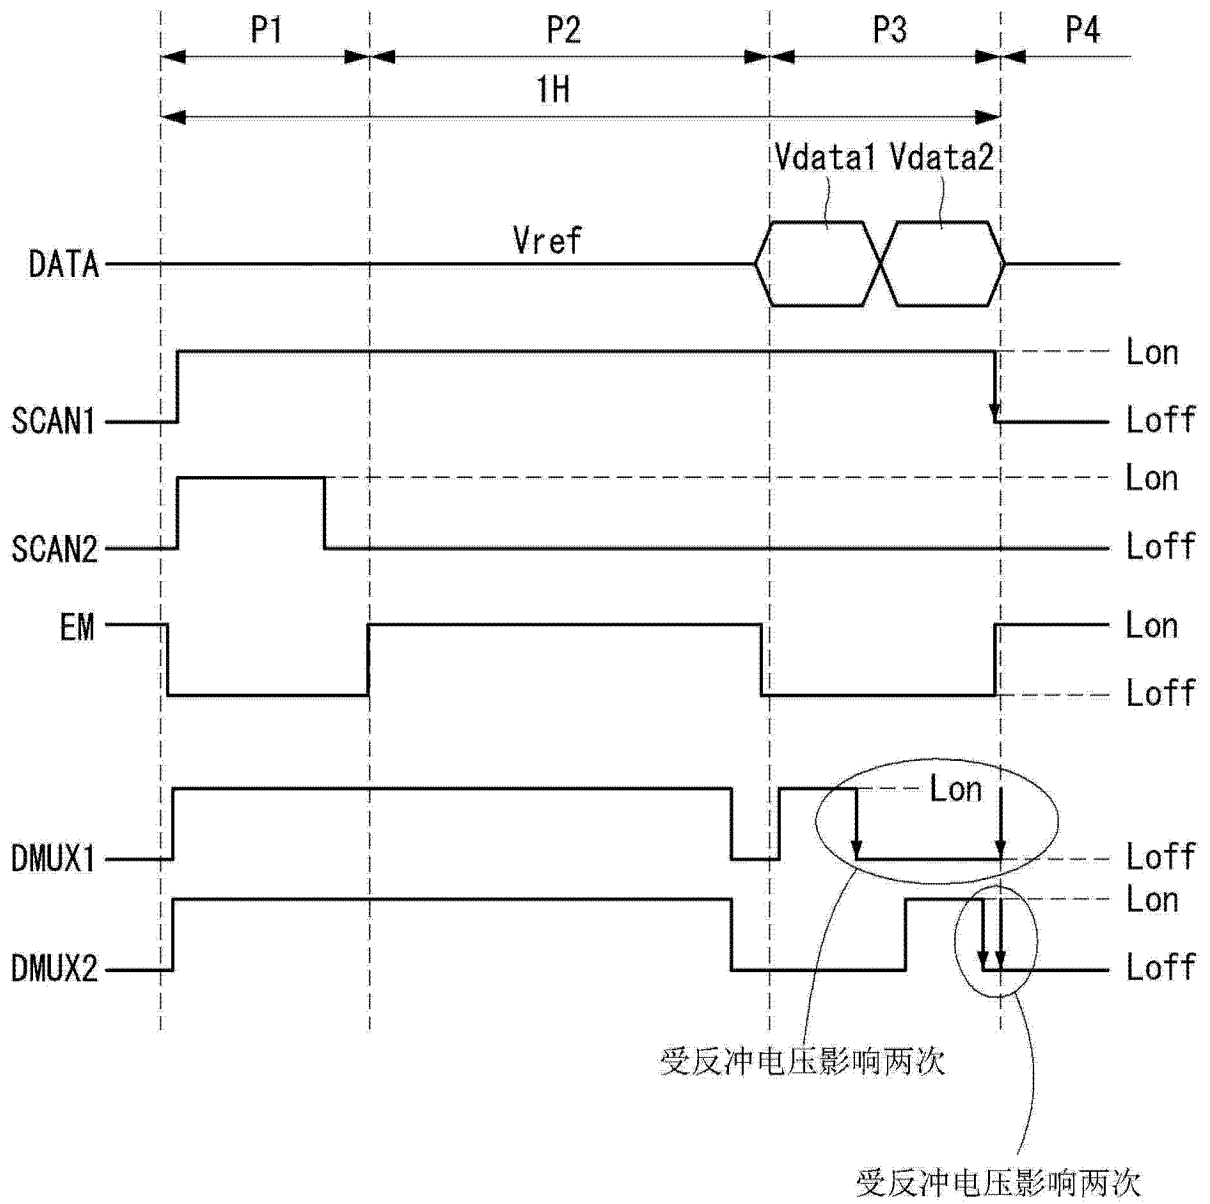 P1 P2 P3 P4
1H
Vdata1 Vdata2
Vref
DATA
Lon
SCAN1 Loff
Lon
SCAN2 Loff
EM Lon
Loff
Lon
DMUX1 Loff
Lon
DMUX2 Loff
受反冲电压影响两次
受反冲电压影响两次